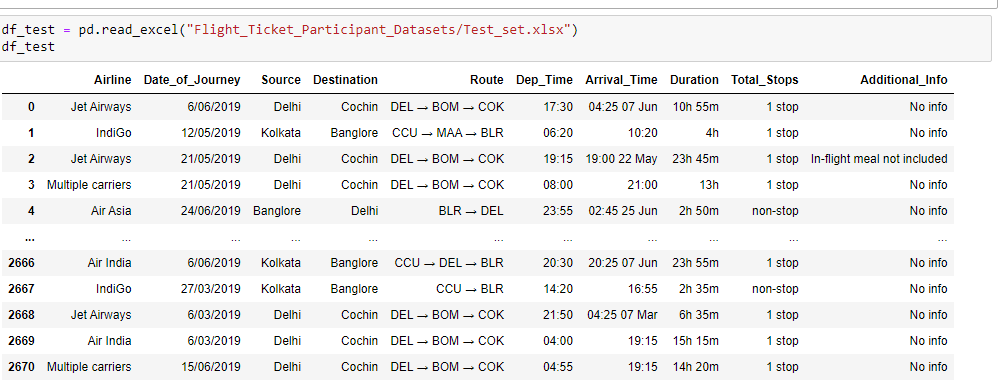 df_test = pd.read_excel("Flight_Ticket_Participant_Datasets/Test_set.xlsx")
df_test
Airline Date_of_Journey Source Destination Route Dep_Time Arrival_Time Duration Total_Stops Additional_Info
0 Jet Airways 6/06/2019 Delhi Cochin DEL → BOM → COK 17:30 04:25 07 Jun 10h 55m 1 stop No info
1 IndiGo 12/05/2019 Kolkata Banglore CCU → MAA → BLR 06:20 10:20 4h 1 stop No info
2 Jet Airways 21/05/2019 Delhi Cochin DEL → BOM → COK 19:15 19:00 22 May 23h 45m 1 stop In-flight meal not included
3 Multiple carriers 21/05/2019 Delhi Cochin DEL → BOM → COK 08:00 21:00 13h 1 stop No info
4 Air Asia 24/06/2019 Banglore Delhi BLR → DEL 23:55 02:45 25 Jun 2h 50m non-stop No info
... ... ... ... ... ... ... ... ... ... ...
2666 Air India 6/06/2019 Kolkata Banglore CCU → DEL → BLR 20:30 20:25 07 Jun 23h 55m 1 stop No info
2667 IndiGo 27/03/2019 Kolkata Banglore CCU → BLR 14:20 16:55 2h 35m non-stop No info
2668 Jet Airways 6/03/2019 Delhi Cochin DEL → BOM → COK 21:50 04:25 07 Mar 6h 35m 1 stop No info
2669 Air India 6/03/2019 Delhi Cochin DEL → BOM → COK 04:00 19:15 15h 15m 1 stop No info
2670 Multiple carriers 15/06/2019 Delhi Cochin DEL → BOM → COK 04:55 19:15 14h 20m 1 stop No info